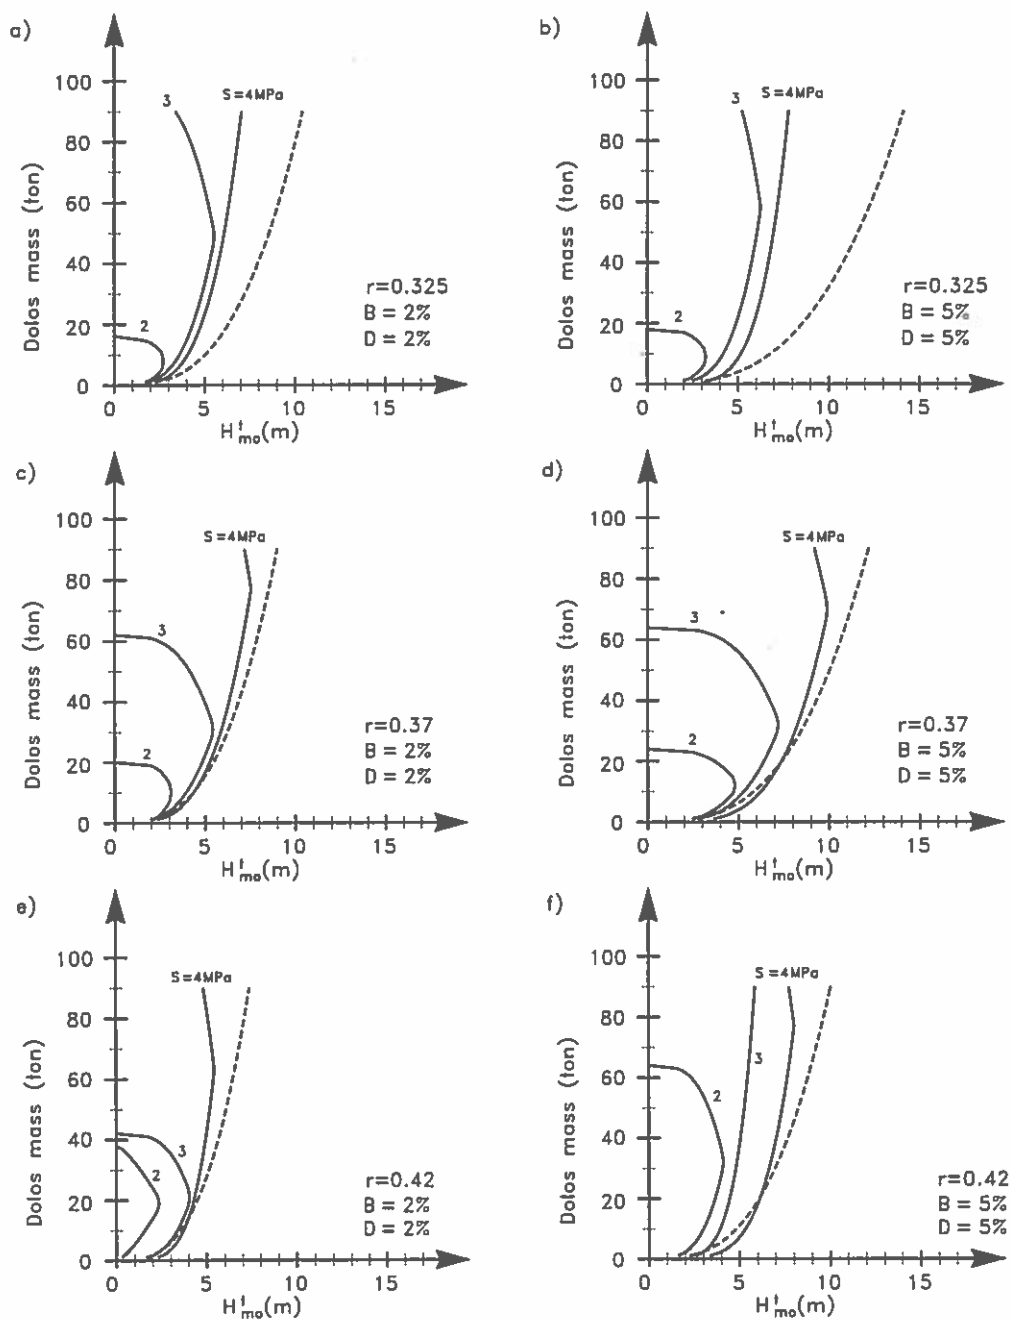 a)
Dolos mass (ton)
100
80
60
40
20
0
3
S=4MPa
2
r=0.325
B = 2%
D = 2%
0 5 10 15
H^t_mo(m)
b)
Dolos mass (ton)
100
80
60
40
20
0
3
S=4MPa
2
r=0.325
B = 5%
D = 5%
0 5 10 15
H^t_mo(m)
c)
Dolos mass (ton)
100
80
60
40
20
0
S=4MPa
3
2
r=0.37
B = 2%
D = 2%
0 5 10 15
H^t_mo(m)
d)
Dolos mass (ton)
100
80
60
40
20
0
S=4MPa
3
2
r=0.37
B = 5%
D = 5%
0 5 10 15
H^t_mo(m)
e)
Dolos mass (ton)
100
80
60
40
20
0
S=4MPa
3
2
r=0.42
B = 2%
D = 2%
0 5 10 15
H^t_mo(m)
f)
Dolos mass (ton)
100
80
60
40
20
0
S=4MPa
3
2
r=0.42
B = 5%
D = 5%
0 5 10 15
H^t_mo(m)